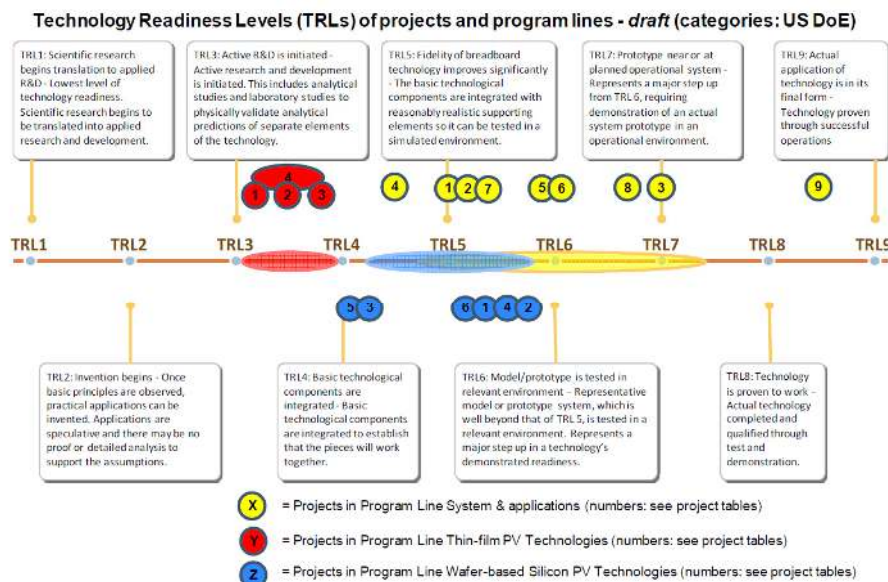 Technology Readiness Levels (TRLs) of projects and program lines - draft (categories: US DoE)
TRL1: Scientific research
begins translation to applied
R&D - Lowest level of
technology readiness.
Scientific research begins to
be translated into applied
research and development.
TRL3: Active R&D is initiated -
Active research and development
is initiated. This includes analytical
studies and laboratory studies to
physically validate analytical
predictions of separate elements
of the technology.
TRL5: Fidelity of breadboard
technology improves significantly
- The basic technological
components are integrated with
reasonably realistic supporting
elements so it can be tested in a
simulated environment.
TRL7: Prototype near or at
planned operational system -
Represents a major step up
from TRL 6, requiring
demonstration of an actual
system prototype in an
operational environment.
TRL9: Actual
application of
technology is in its
final form -
Technology proven
through successful
operations
4
1 2 3
4 1 2 7 5 6 8 3 9
TRL1 TRL2 TRL3 TRL4 TRL5 TRL6 TRL7 TRL8 TRL9
5 3 6 1 4 2
TRL2: Invention begins - Once
basic principles are observed,
practical applications can be
invented. Applications are
speculative and there may be no
proof or detailed analysis to
support the assumptions.
TRL4: Basic technological
components are
integrated - Basic
technological components
are integrated to establish
that the pieces will work
together.
TRL6: Model/prototype is tested in
relevant environment – Representative
model or prototype system, which is
well beyond that of TRL 5, is tested in a
relevant environment. Represents a
major step up in a technology's
demonstrated readiness.
TRL8: Technology
is proven to work –
Actual technology
completed and
qualified through
test and
demonstration.
X = Projects in Program Line System & applications (numbers: see project tables)
Y = Projects in Program Line Thin-film PV Technologies (numbers: see project tables)
Z = Projects in Program Line Wafer-based Silicon PV Technologies (numbers: see project tables)